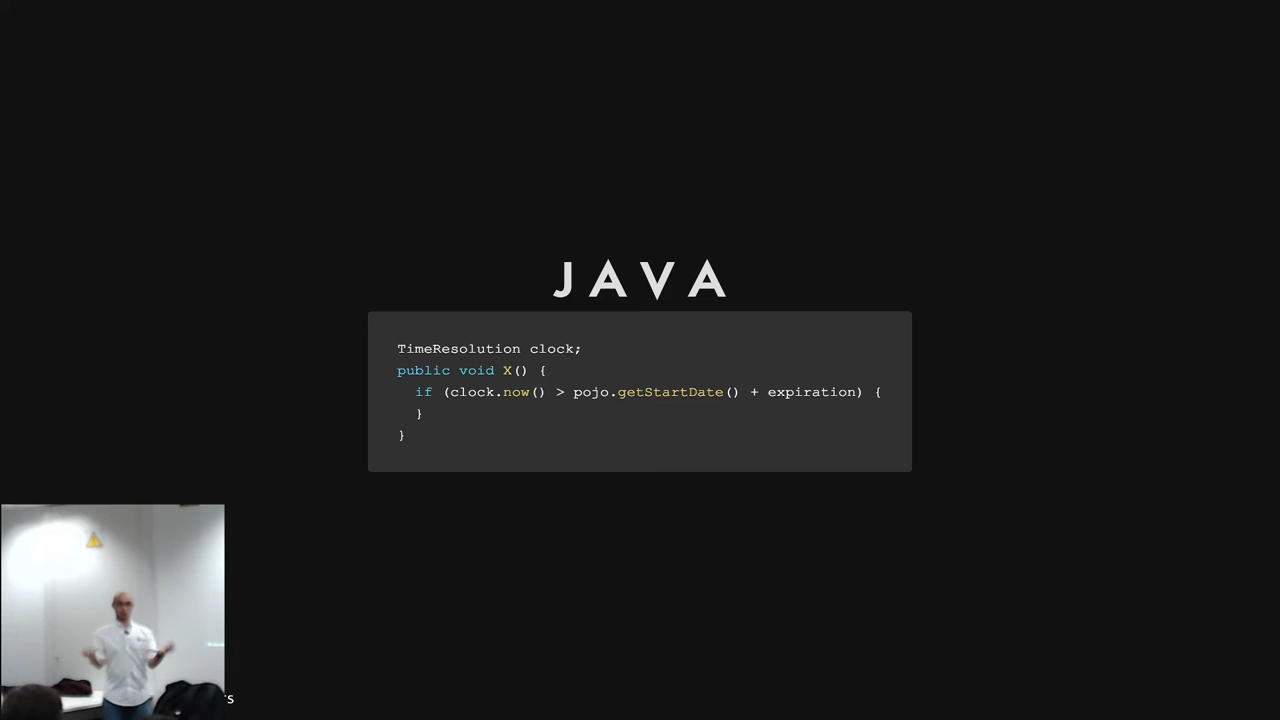 JAVA
TimeResolution clock;
public void X() {
  if (clock.now() > pojo.getStartDate() + expiration) {
  }
}